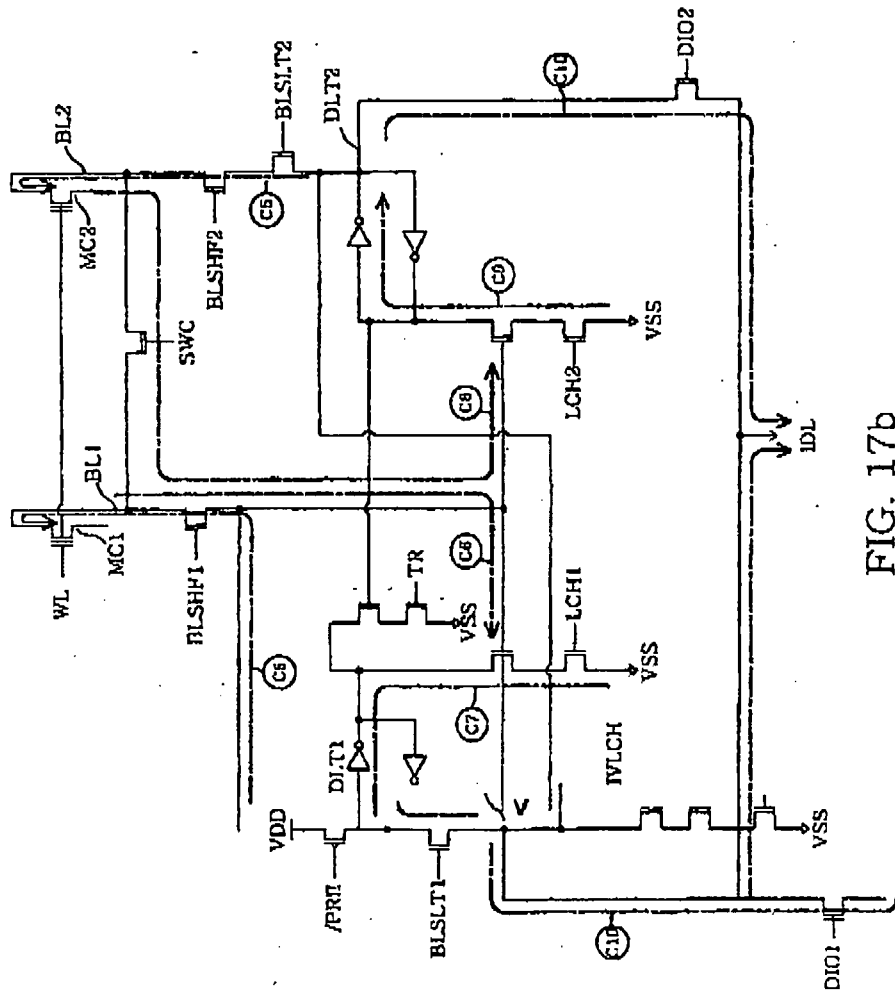 WL
MC1
BL1
MC2
BL2
SWC
BLSHF1
BLSHF2
C5
C5
BLSLT2
DLT2
TR
VSS
C6
C8
C9
C10
DIO2
VDD
/PRE
DLT1
BLSLT1
C7
LCH1
VSS
LCH2
VSS
IVLCH
V
VSS
C10
DIO1
IDL
FIG. 17b